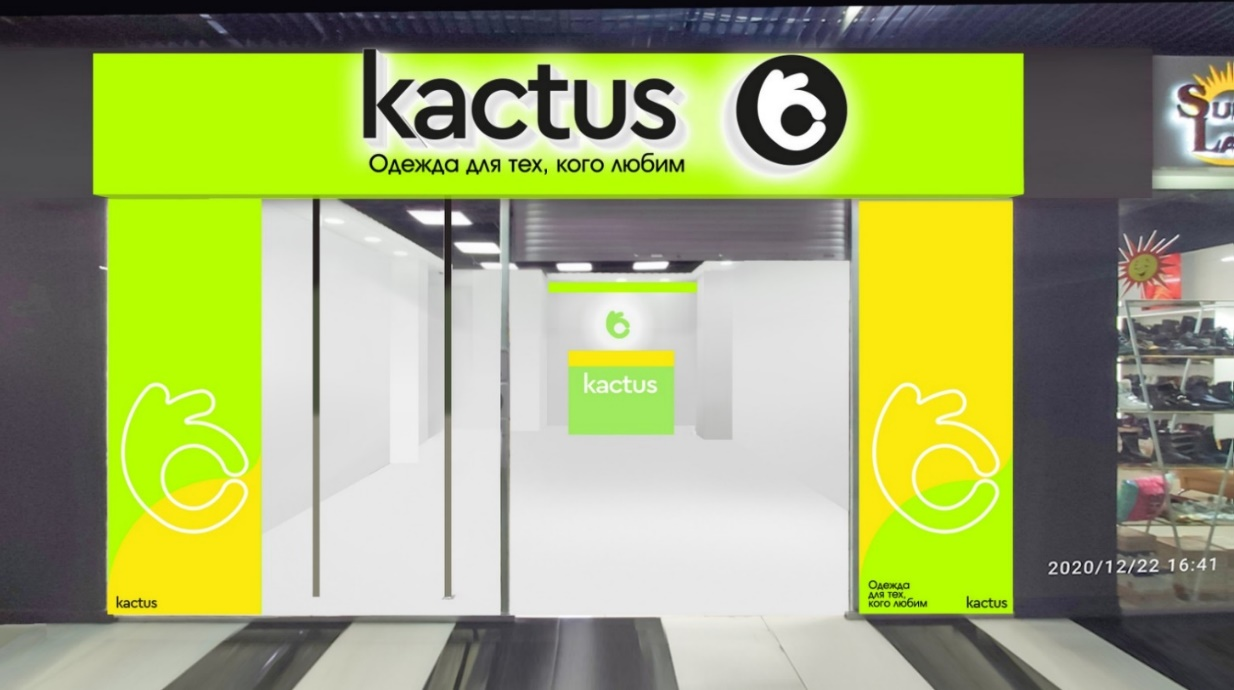 kactus
Одежда для тех, кого любим
kactus
kactus
Одежда
для тех,
кого любим
kactus
2020/12/22 16:41